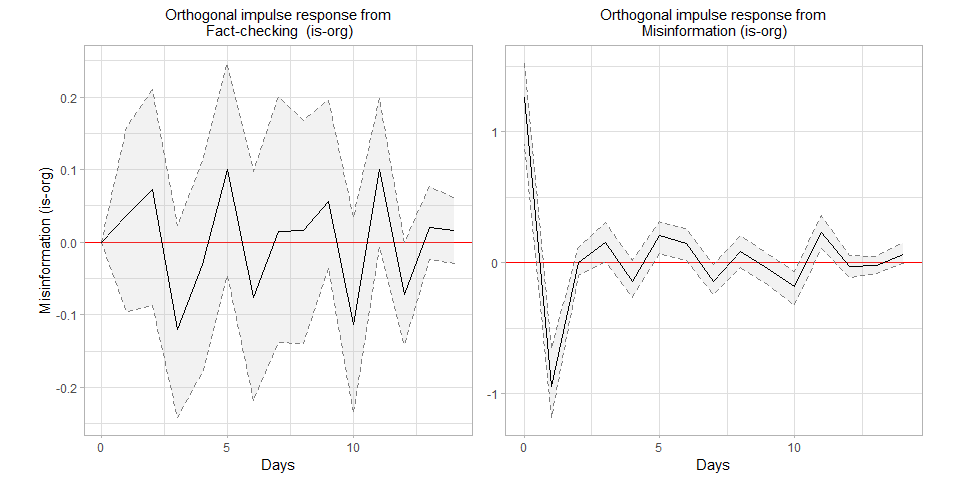 Orthogonal impulse response from
Fact-checking (is-org)
Misinformation (is-org)
0.2
0.1
0.0
-0.1
-0.2
0
5
10
Days
Orthogonal impulse response from
Misinformation (is-org)
1
0
-1
0
5
10
Days